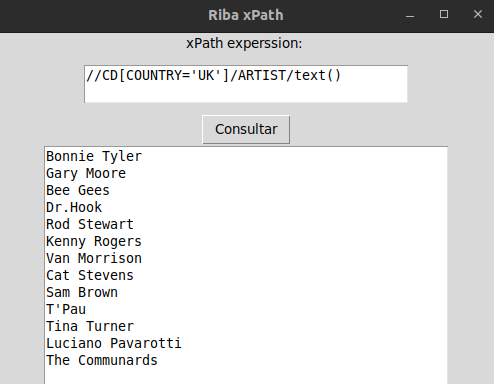 Riba xPath
xPath experssion:
//CD[COUNTRY='UK']/ARTIST/text()
Consultar
Bonnie Tyler
Gary Moore
Bee Gees
Dr.Hook
Rod Stewart
Kenny Rogers
Van Morrison
Cat Stevens
Sam Brown
T'Pau
Tina Turner
Luciano Pavarotti
The Communards